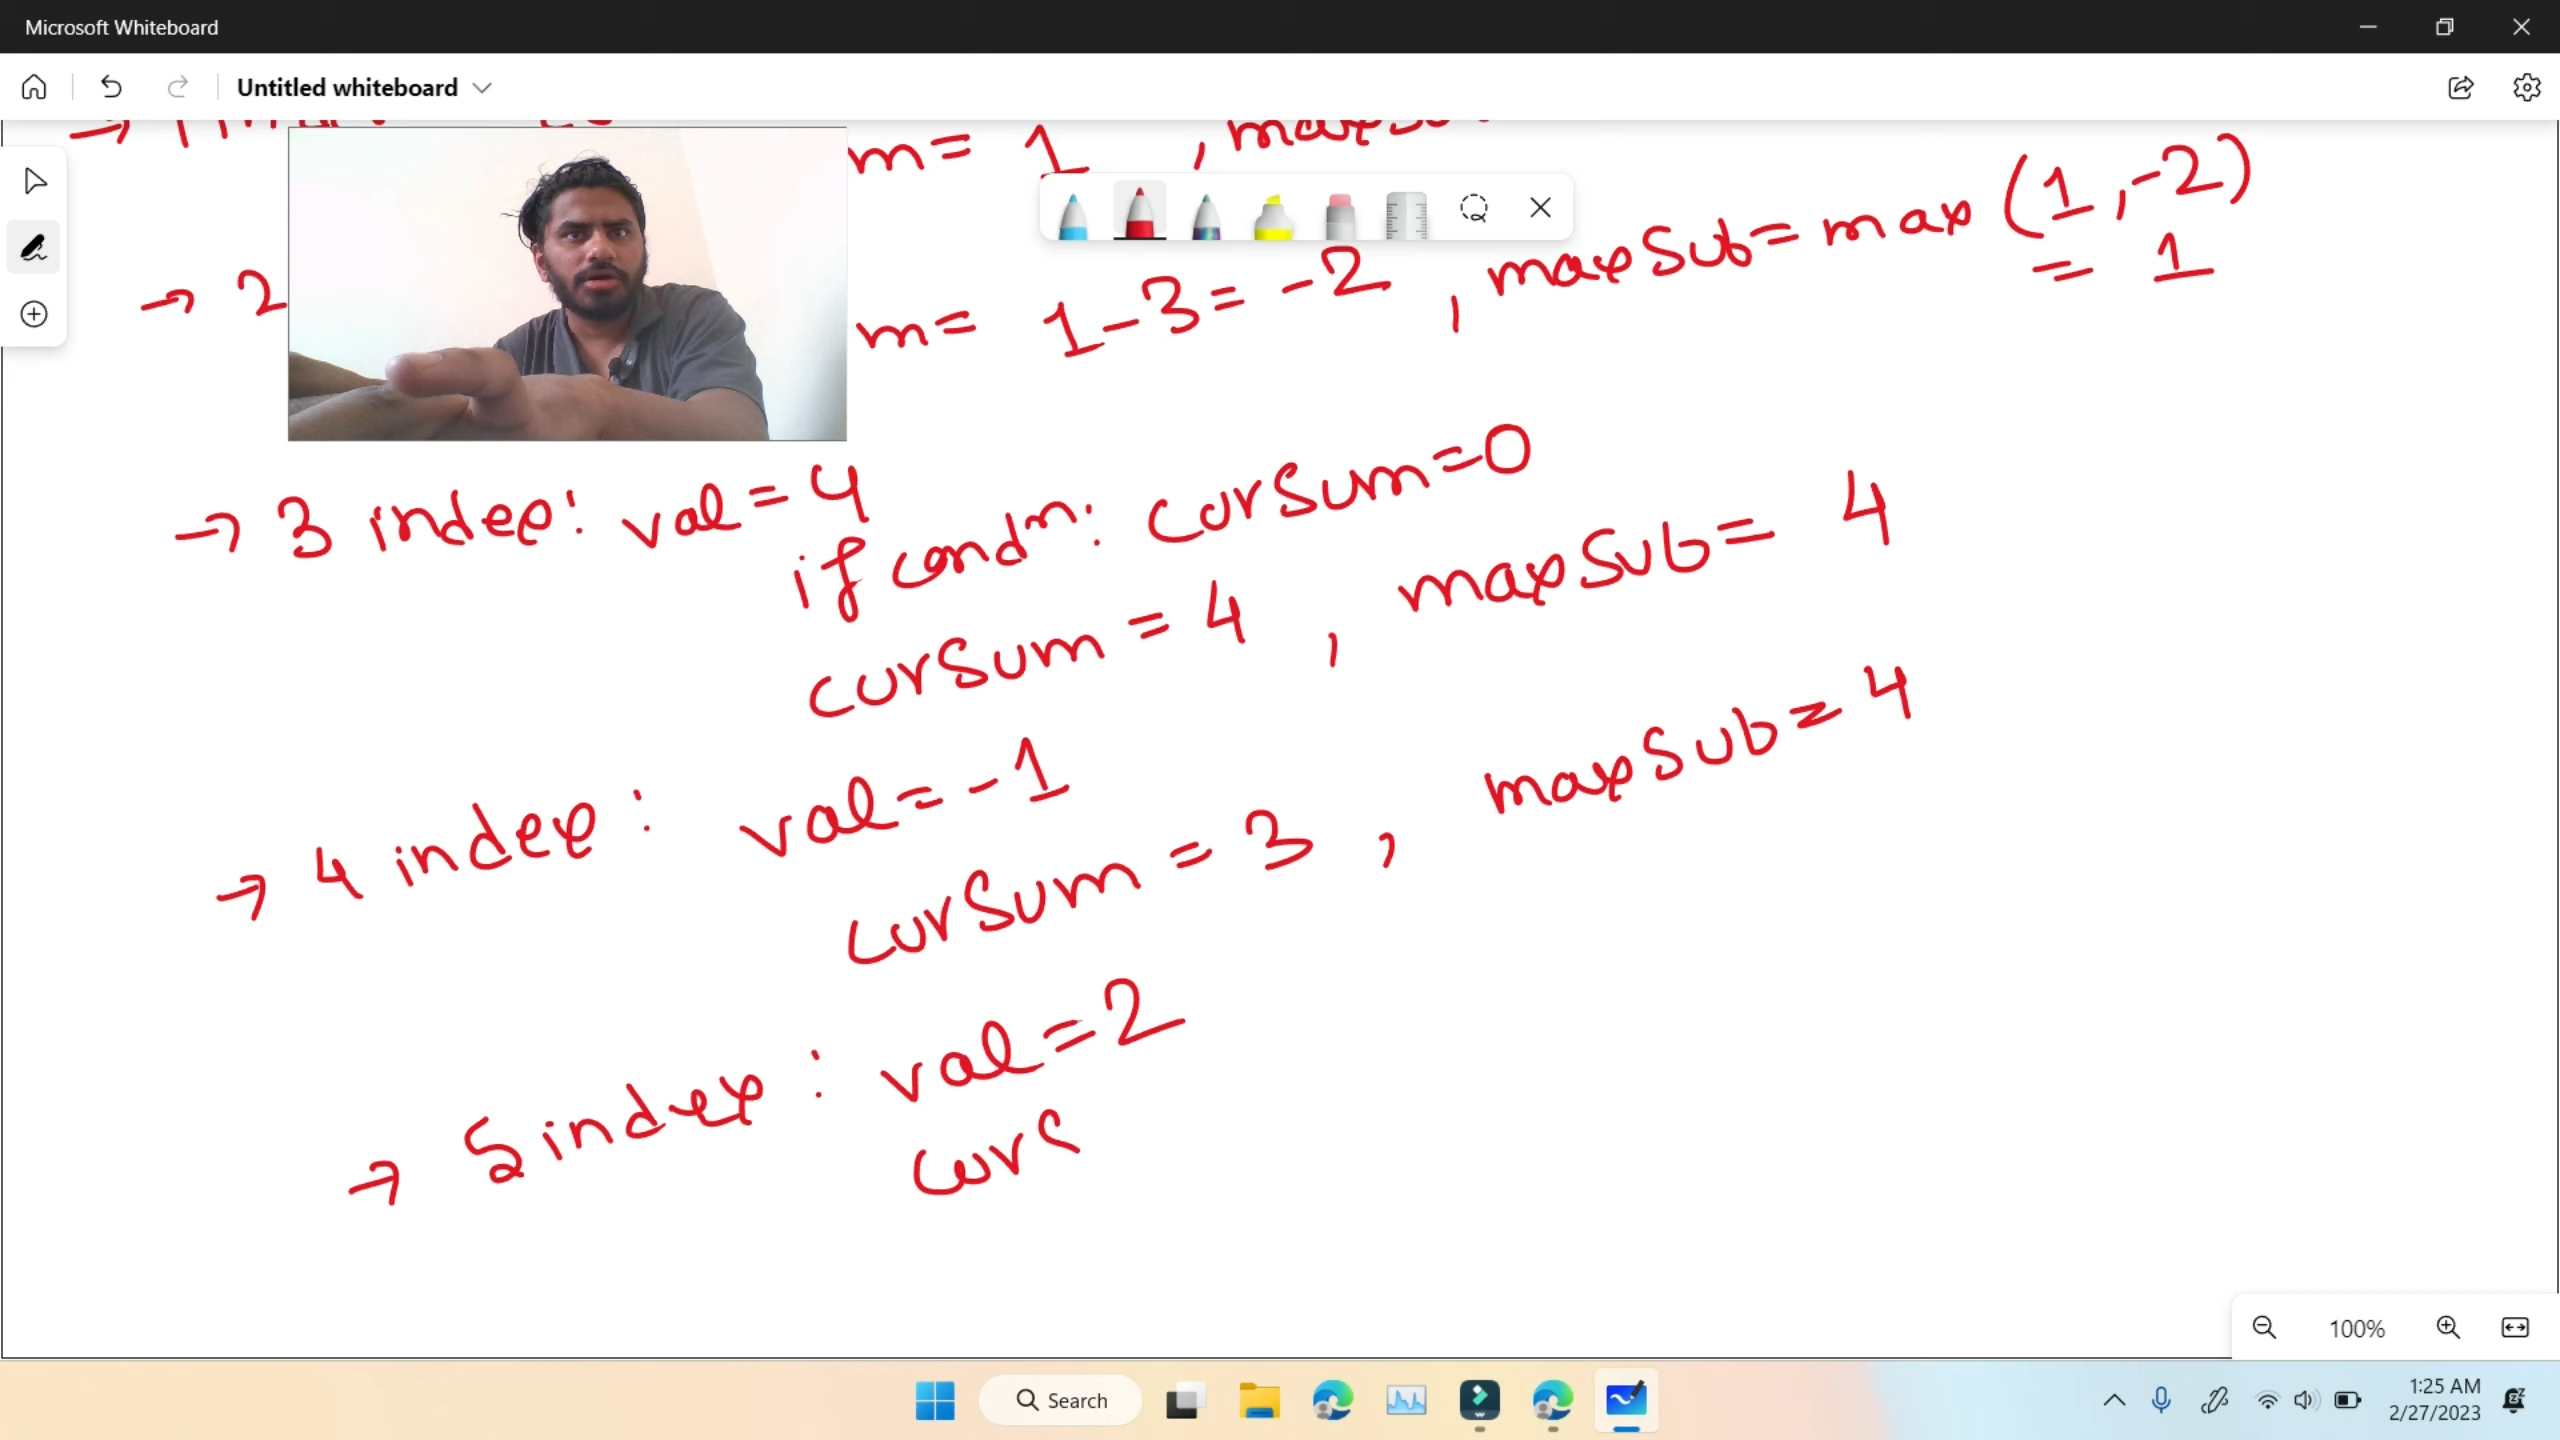 Microsoft Whiteboard
Untitled whiteboard
m= 1 , maxSu
→ 2 m= 1-3= -2 , maxSub= max (1,-2)
= 1
→ 3 index: val=4
if condn: curSum=0
curSum = 4 , maxSub= 4
→ 4 index: val=-1
curSum = 3 , maxSub= 4
→ 5 index: val=2
curS
100%
Search
1:25 AM
2/27/2023